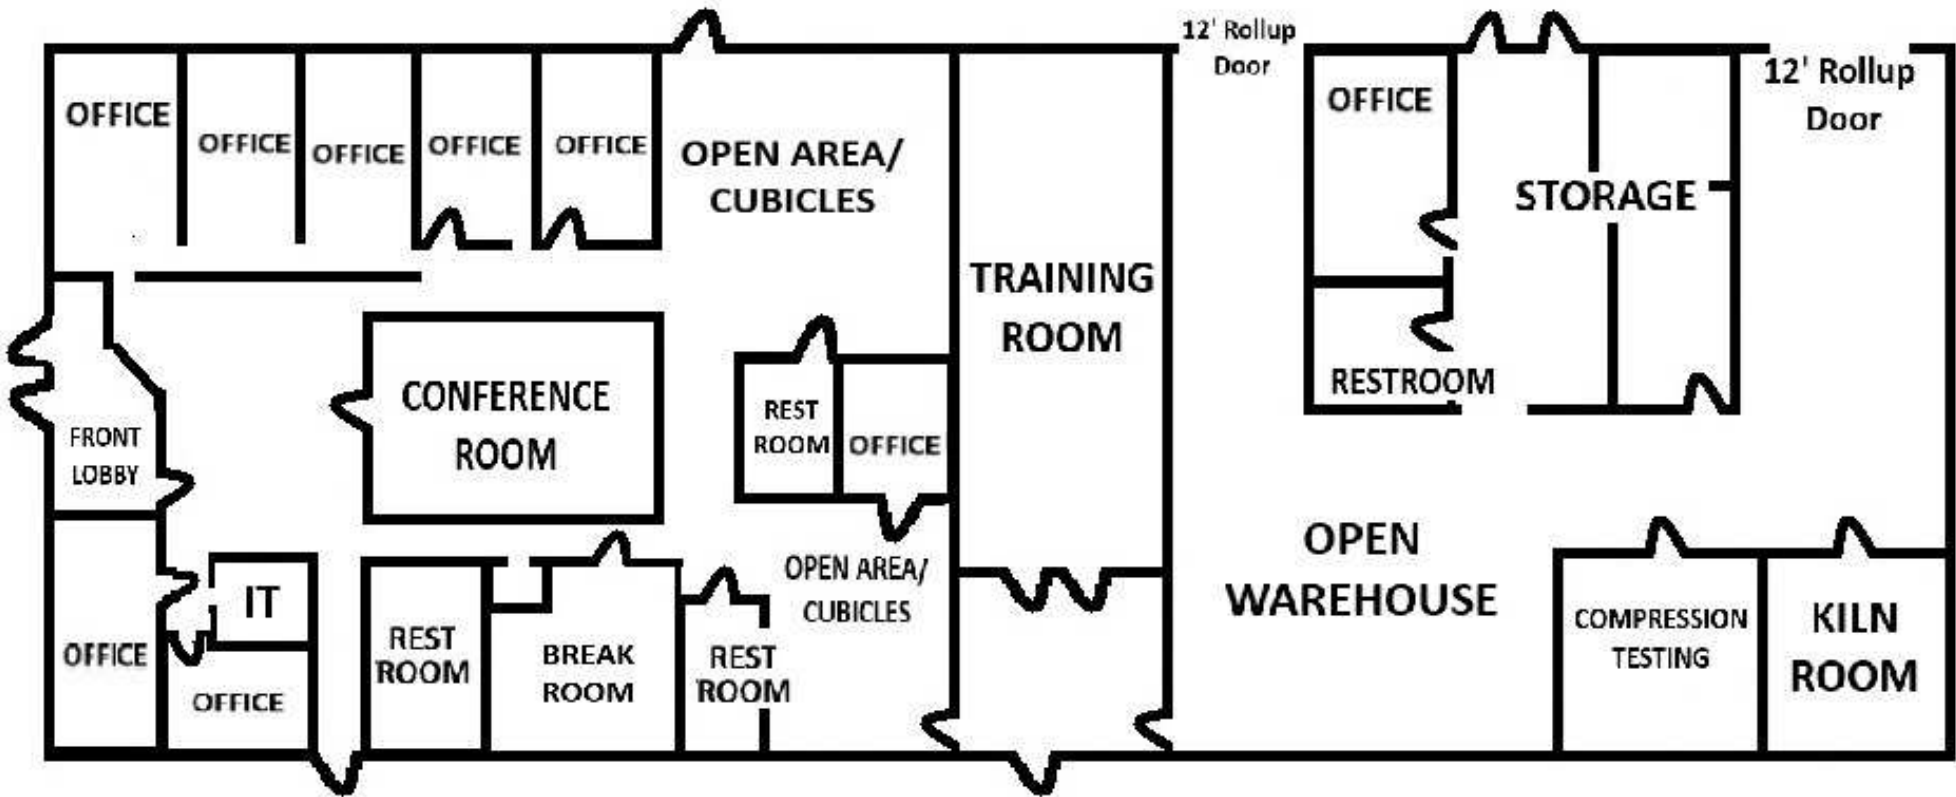 12' Rollup
Door
12' Rollup
Door
OFFICE
OFFICE
OFFICE
OFFICE
OFFICE
OPEN AREA/
CUBICLES
OFFICE
STORAGE
TRAINING
ROOM
RESTROOM
CONFERENCE
ROOM
REST
ROOM
OFFICE
FRONT
LOBBY
OPEN
WAREHOUSE
OPEN AREA/
CUBICLES
IT
OFFICE
OFFICE
REST
ROOM
BREAK
ROOM
REST
ROOM
COMPRESSION
TESTING
KILN
ROOM